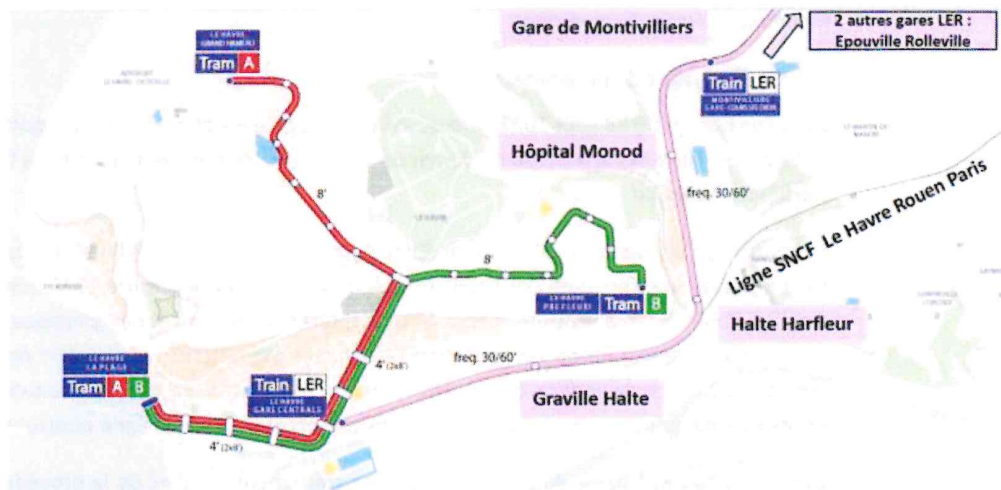 Gare de Montivilliers
2 autres gares LER :
Epouville Rolleville
LE HAVRE
GRAND HAMEAU
Tram A
Train LER
Hôpital Monod
8'
freq. 30/60'
Ligne SNCF Le Havre Rouen Paris
8'
LE HAVRE
PRE FLEURI
Tram B
Halte Harfleur
LE HAVRE
LA PLAGE
Tram A B
Train LER
LE HAVRE
GARE CENTRALE
4' (2x8')
freq. 30/60'
Graville Halte
4' (2x8')